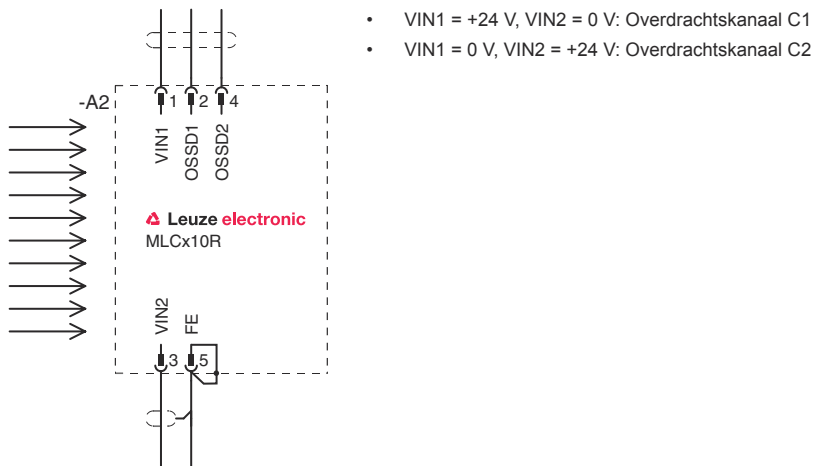 • VIN1 = +24 V, VIN2 = 0 V: Overdrachtskanaal C1
• VIN1 = 0 V, VIN2 = +24 V: Overdrachtskanaal C2
-A2
1 2 4
VIN1
OSSD1
OSSD2
Leuze electronic
MLCx10R
VIN2
FE
3 5